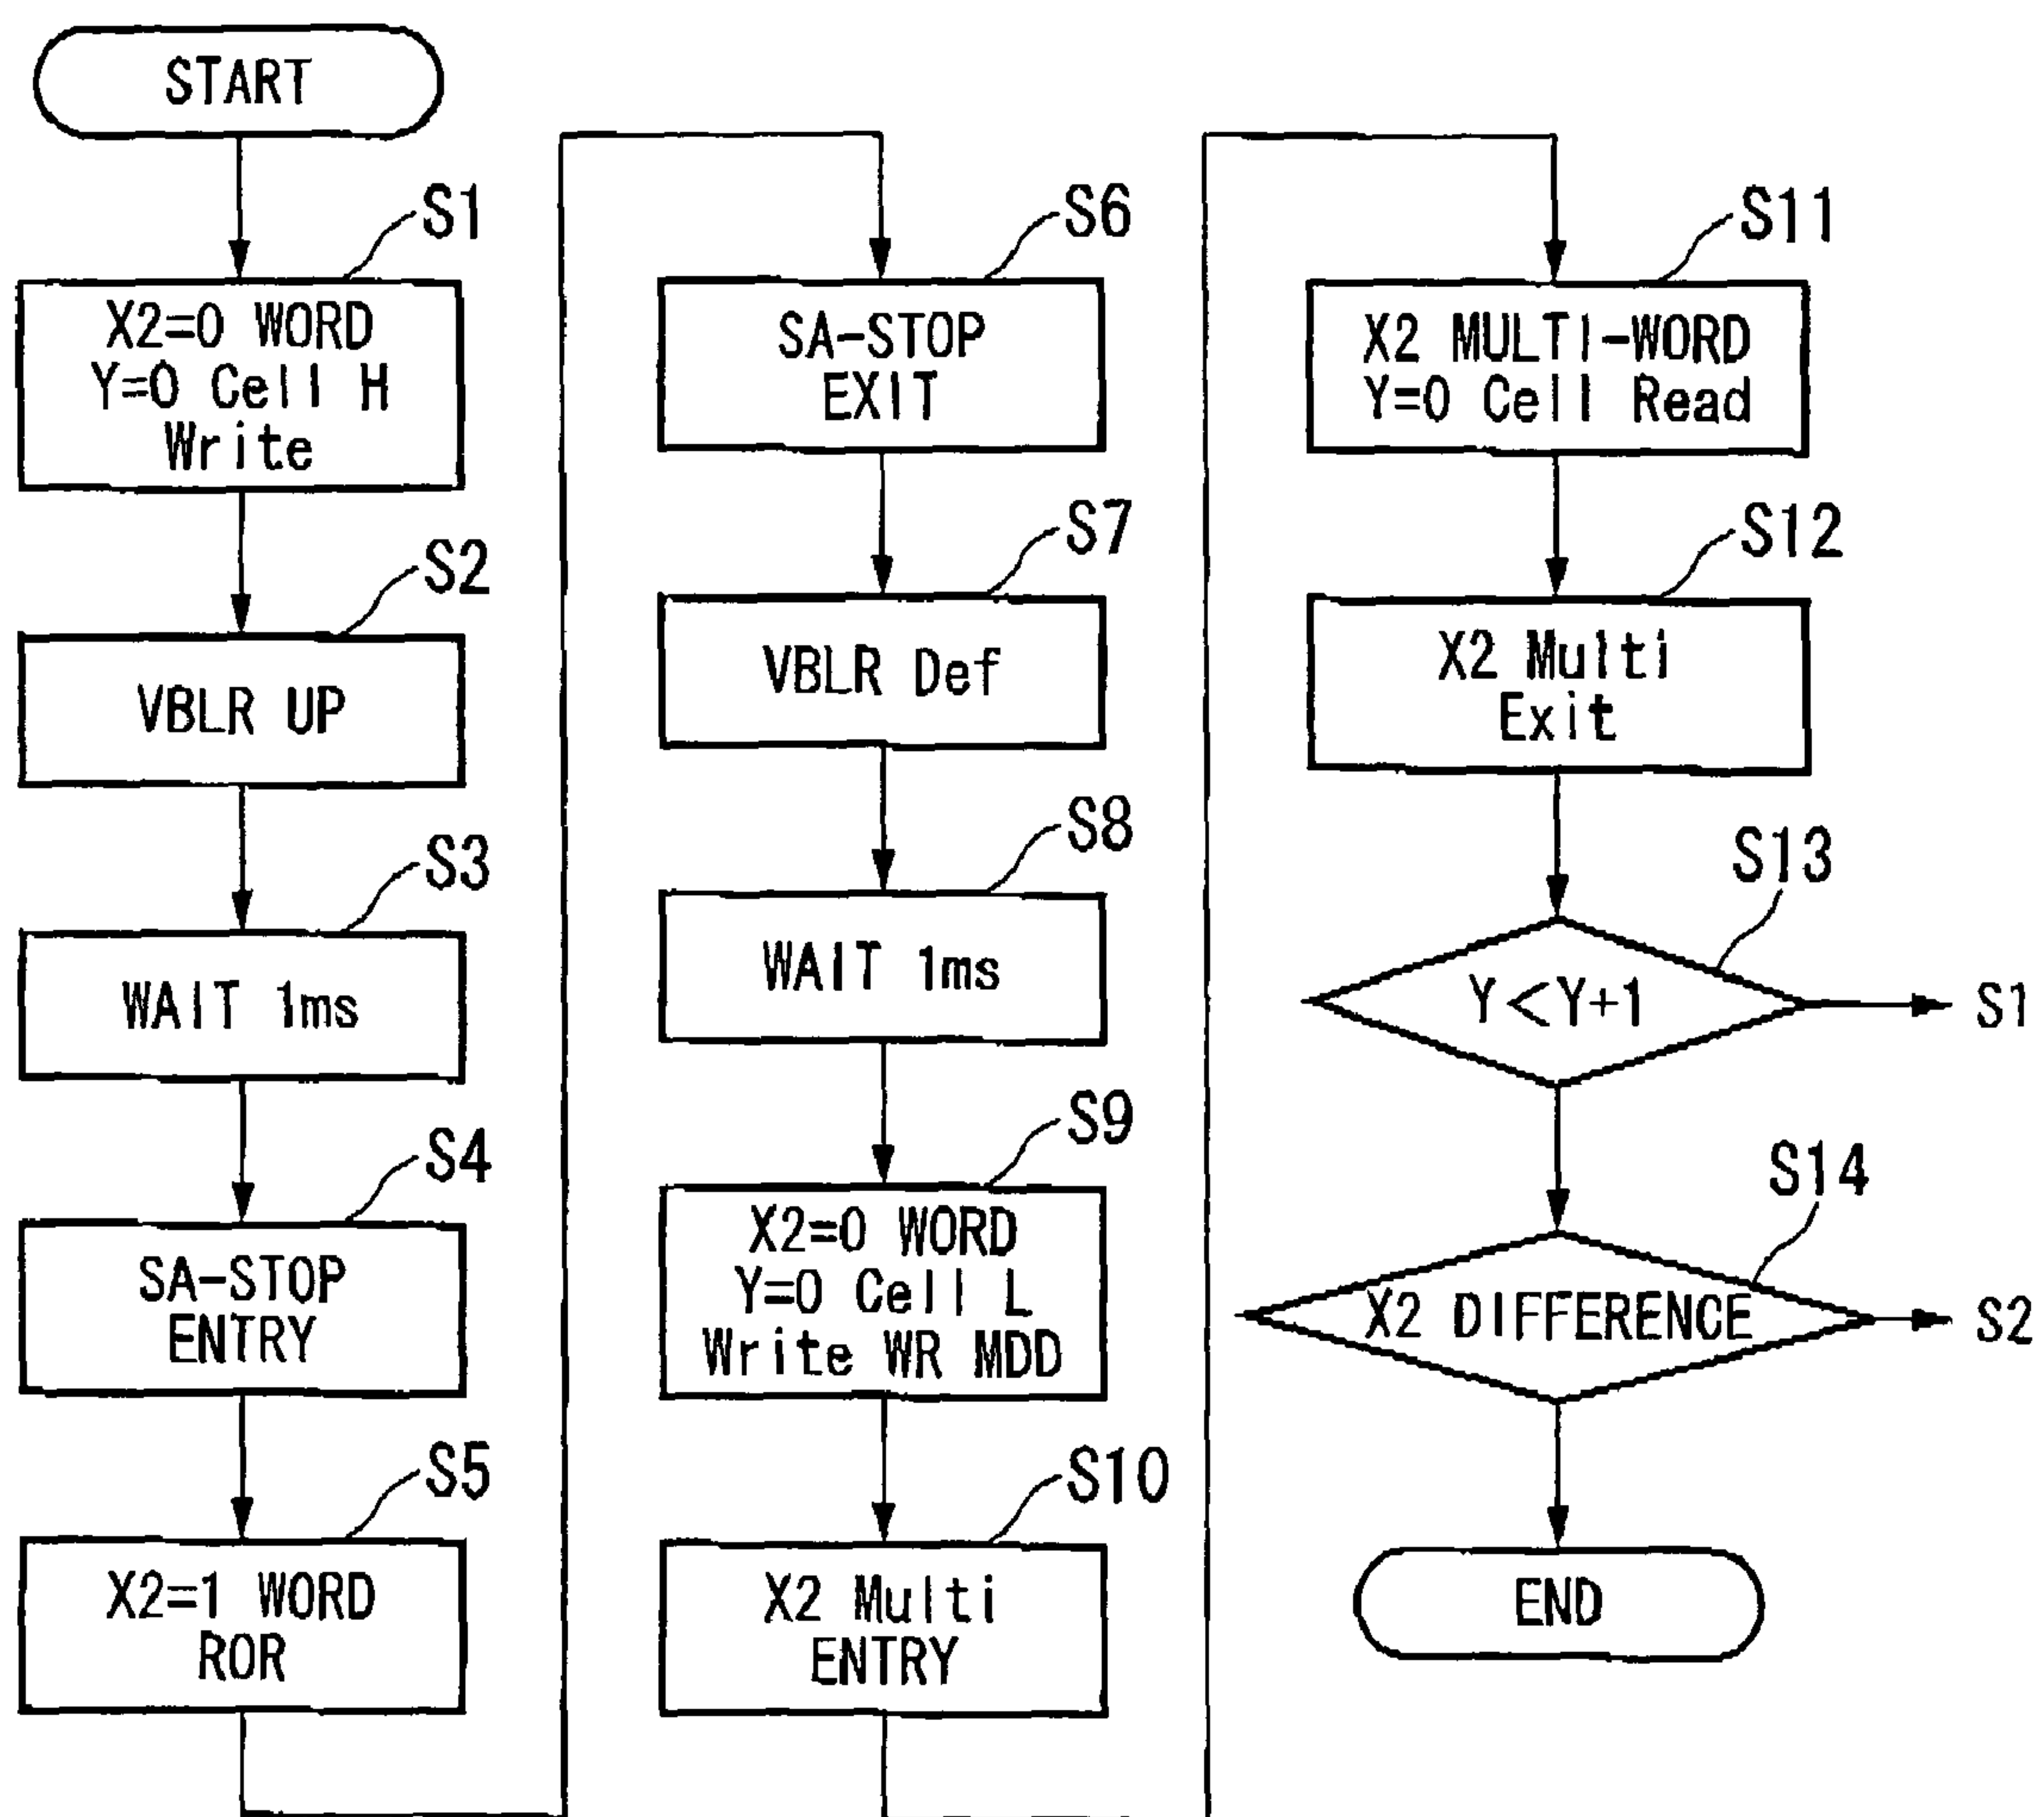 START
S1
X2=0 WORD
Y=0 Cell H
Write
S2
VBLR UP
S3
WAIT 1ms
S4
SA-STOP
ENTRY
S5
X2=1 WORD
ROR
S6
SA-STOP
EXIT
S7
VBLR Def
S8
WAIT 1ms
S9
X2=0 WORD
Y=0 Cell L
Write WR MDD
S10
X2 Multi
ENTRY
S11
X2 MULTI-WORD
Y=0 Cell Read
S12
X2 Multi
Exit
S13
Y<Y+1
S1
S14
X2 DIFFERENCE
S2
END